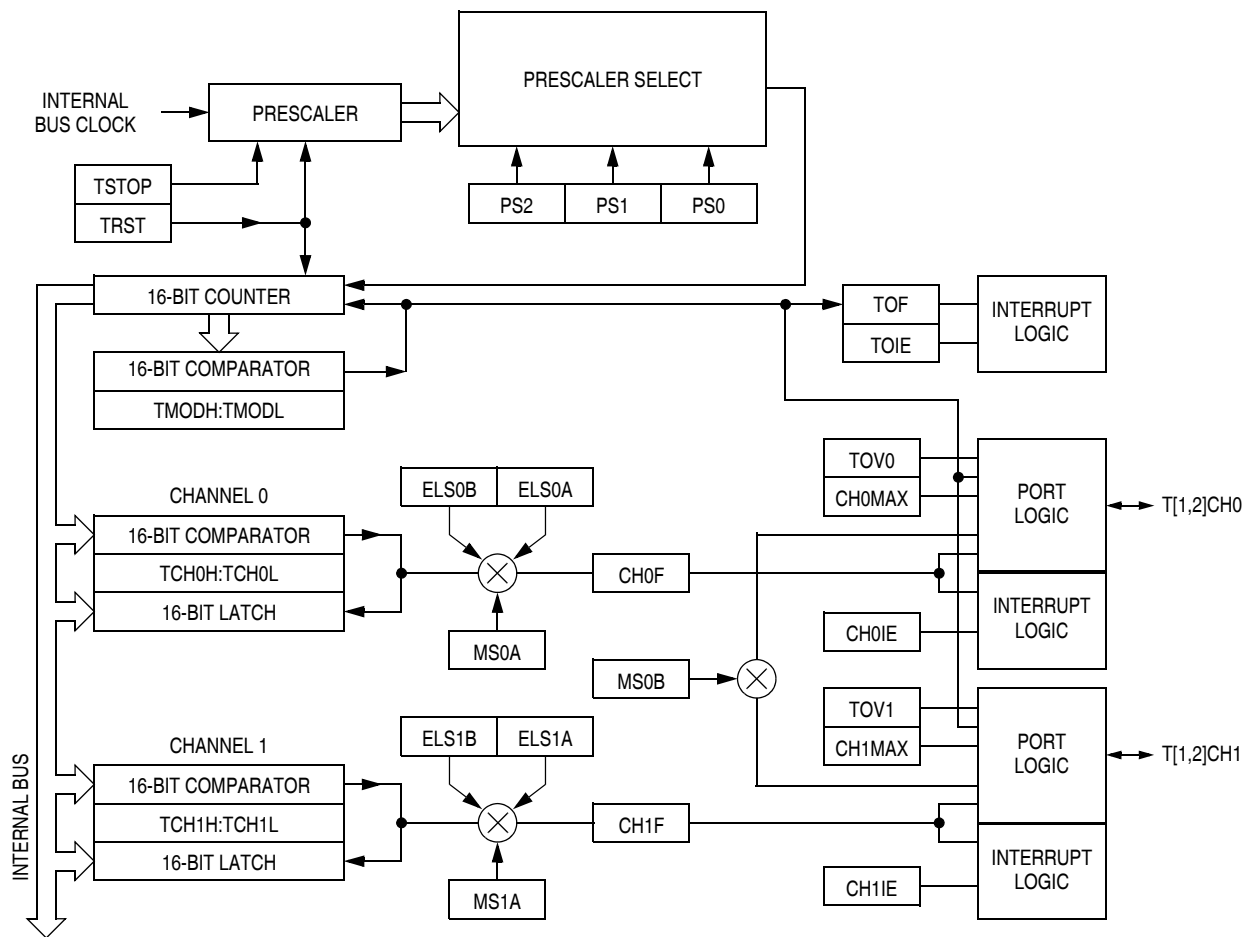 PRESCALER SELECT
INTERNAL
BUS CLOCK
PRESCALER
TSTOP
TRST
PS2
PS1
PS0
16-BIT COUNTER
16-BIT COMPARATOR
TMODH:TMODL
TOF
TOIE
INTERRUPT
LOGIC
CHANNEL 0
16-BIT COMPARATOR
TCH0H:TCH0L
16-BIT LATCH
ELS0B
ELS0A
MS0A
CH0F
TOV0
CH0MAX
PORT
LOGIC
T[1,2]CH0
INTERRUPT
LOGIC
CH0IE
MS0B
CHANNEL 1
16-BIT COMPARATOR
TCH1H:TCH1L
16-BIT LATCH
ELS1B
ELS1A
MS1A
CH1F
TOV1
CH1MAX
PORT
LOGIC
T[1,2]CH1
INTERRUPT
LOGIC
CH1IE
INTERNAL BUS